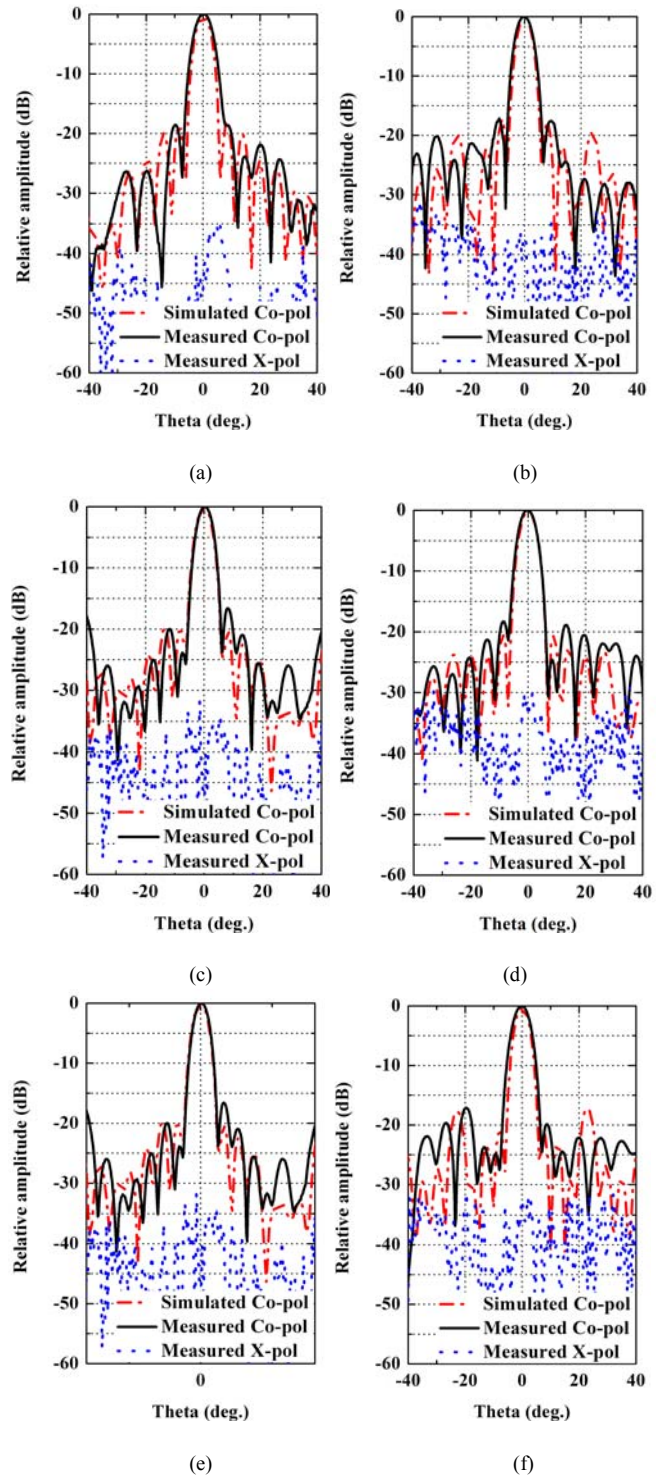 0
-10
-20
-30
-40
-50
-60
Relative amplitude (dB)
Simulated Co-pol
Measured Co-pol
Measured X-pol
-40 -20 0 20 40
Theta (deg.)
(a)
0
-10
-20
-30
-40
-50
-60
Relative amplitude (dB)
Simulated Co-pol
Measured Co-pol
Measured X-pol
-40 -20 0 20 40
Theta (deg.)
(b)
0
-10
-20
-30
-40
-50
-60
Relative amplitude (dB)
Simulated Co-pol
Measured Co-pol
Measured X-pol
-40 -20 0 20 40
Theta (deg.)
(c)
0
-10
-20
-30
-40
-50
-60
Relative amplitude (dB)
Simulated Co-pol
Measured Co-pol
Measured X-pol
-40 -20 0 20 40
Theta (deg.)
(d)
0
-10
-20
-30
-40
-50
-60
Relative amplitude (dB)
Simulated Co-pol
Measured Co-pol
Measured X-pol
0
Theta (deg.)
(e)
0
-10
-20
-30
-40
-50
-60
Relative amplitude (dB)
Simulated Co-pol
Measured Co-pol
Measured X-pol
-40 -20 0 20 40
Theta (deg.)
(f)